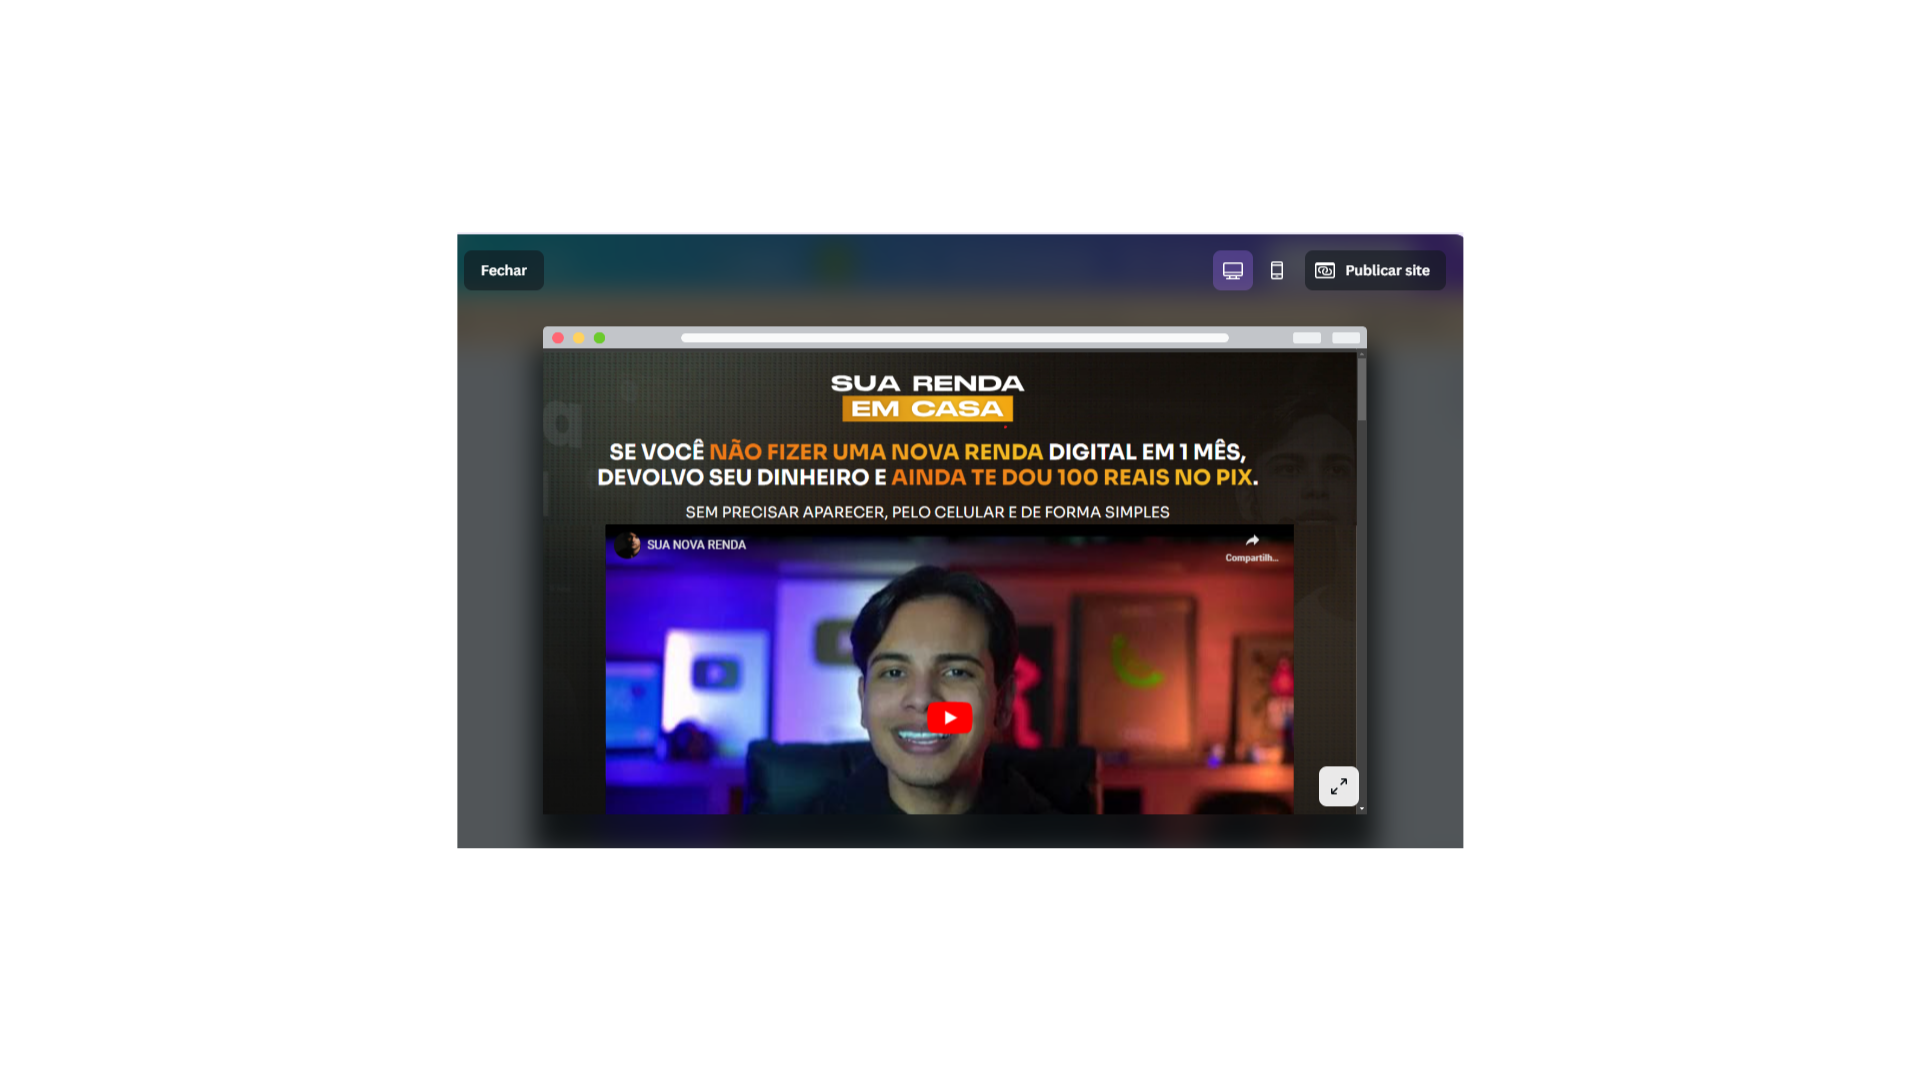 Fechar
Publicar site
SUA RENDA
EM CASA
SE VOCÊ NÃO FIZER UMA NOVA RENDA DIGITAL EM 1 MÊS,
DEVOLVO SEU DINHEIRO E AINDA TE DOU 100 REAIS NO PIX.
SEM PRECISAR APARECER, PELO CELULAR E DE FORMA SIMPLES
SUA NOVA RENDA
Compartilh...